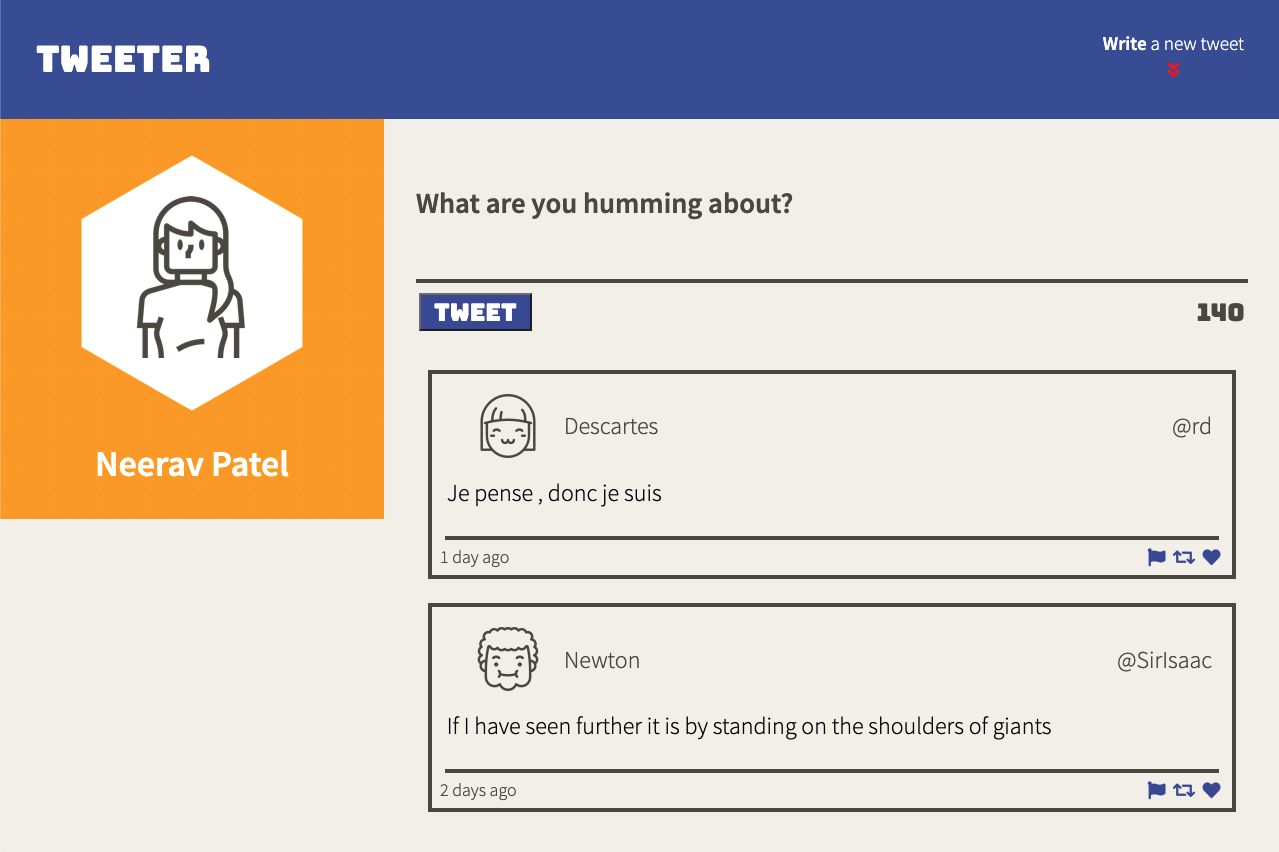 TWEETER
Write a new tweet
Neerav Patel
What are you humming about?
TWEET
140
Descartes
@rd
Je pense , donc je suis
1 day ago
Newton
@SirIsaac
If I have seen further it is by standing on the shoulders of giants
2 days ago